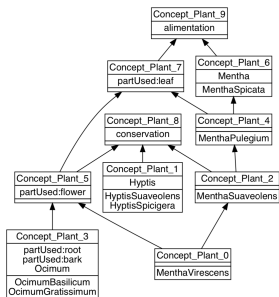 Concept_Plant_9
alimentation
Concept_Plant_7
partUsed:leaf
Concept_Plant_6
Mentha
MenthaSpicata
Concept_Plant_8
conservation
Concept_Plant_4
MenthaPulegium
Concept_Plant_5
partUsed:flower
Concept_Plant_1
Hyptis
HyptisSuaveolens
HyptisSpicigera
Concept_Plant_2
MenthaSuaveolens
Concept_Plant_3
partUsed:root
partUsed:bark
Ocimum
OcimumBasilicum
OcimumGratissimum
Concept_Plant_0
MenthaVirescens